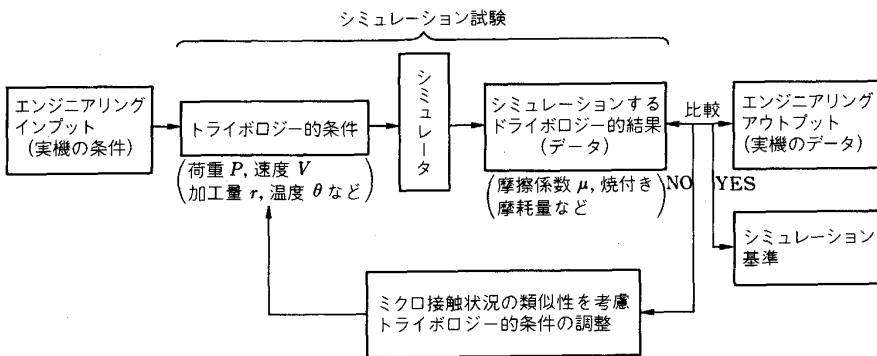 シミュレーション試験
エンジニアリング
インプット
(実機の条件)
トライボロジー的条件
(荷重 P, 速度 V
加工量 r, 温度 θ など)
シミュレータ
シミュレーションする
ドライボロジー的結果
(データ)
(摩擦係数 μ, 焼付き
摩耗量など)
比較
エンジニアリング
アウトプット
(実機のデータ)
NO
YES
シミュレーション
基準
ミクロ接触状況の類似性を考慮
トライボロジー的条件の調整